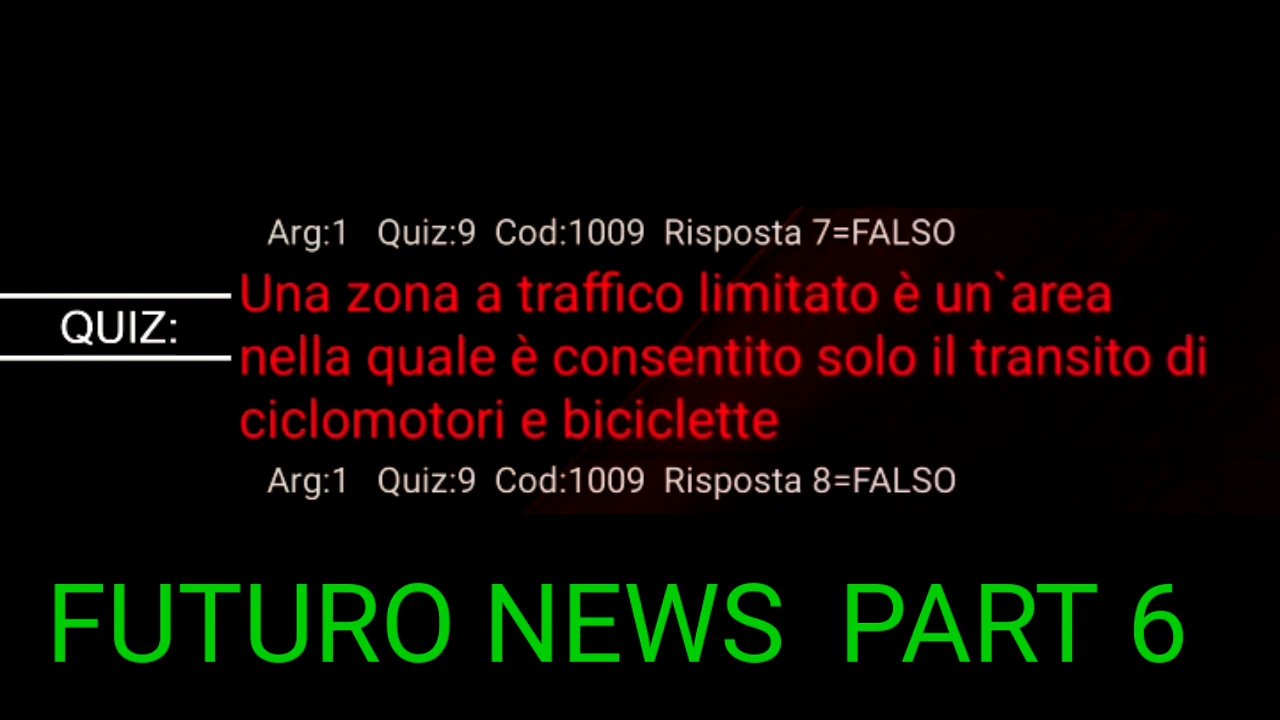 Arg:1 Quiz:9 Cod:1009 Risposta 7=FALSO
QUIZ:
Una zona a traffico limitato è un`area
nella quale è consentito solo il transito di
ciclomotori e biciclette
Arg:1 Quiz:9 Cod:1009 Risposta 8=FALSO
FUTURO NEWS PART 6